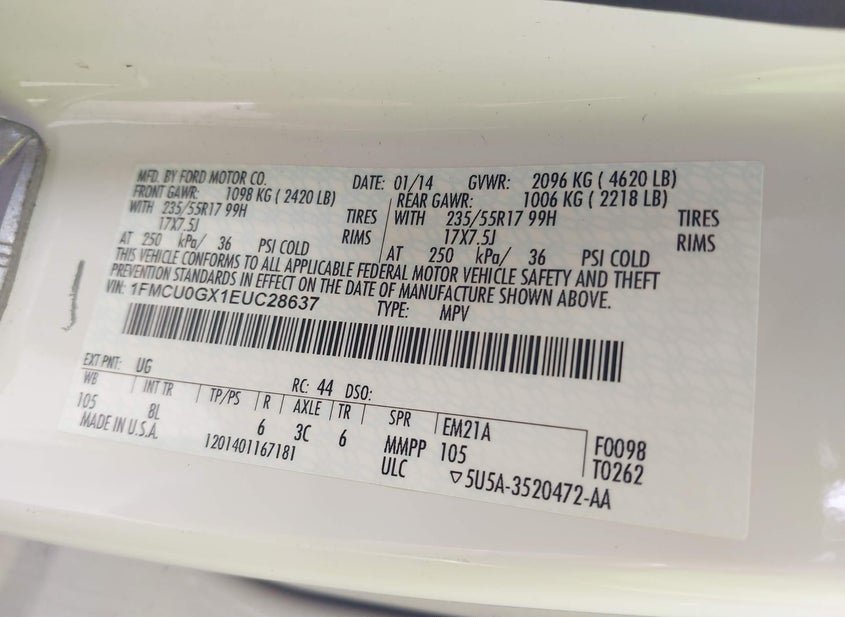 MFD. BY FORD MOTOR CO. DATE: 01/14 GVWR: 2096 KG ( 4620 LB)
FRONT GAWR: 1098 KG ( 2420 LB) REAR GAWR: 1006 KG ( 2218 LB)
WITH 235/55R17 99H TIRES WITH 235/55R17 99H TIRES
17X7.5J RIMS 17X7.5J RIMS
AT 250 kPa/ 36 PSI COLD AT 250 kPa/ 36 PSI COLD
THIS VEHICLE CONFORMS TO ALL APPLICABLE FEDERAL MOTOR VEHICLE SAFETY AND THEFT
PREVENTION STANDARDS IN EFFECT ON THE DATE OF MANUFACTURE SHOWN ABOVE.
VIN: 1FMCU0GX1EUC28637 TYPE: MPV
EXT PNT: UG RC: 44 DSO:
WB INT TR TP/PS R AXLE TR SPR EM21A F0098
105 8L 6 3C 6 MMPP 105 T0262
MADE IN U.S.A. 1201401167181 ULC ▽5U5A-3520472-AA